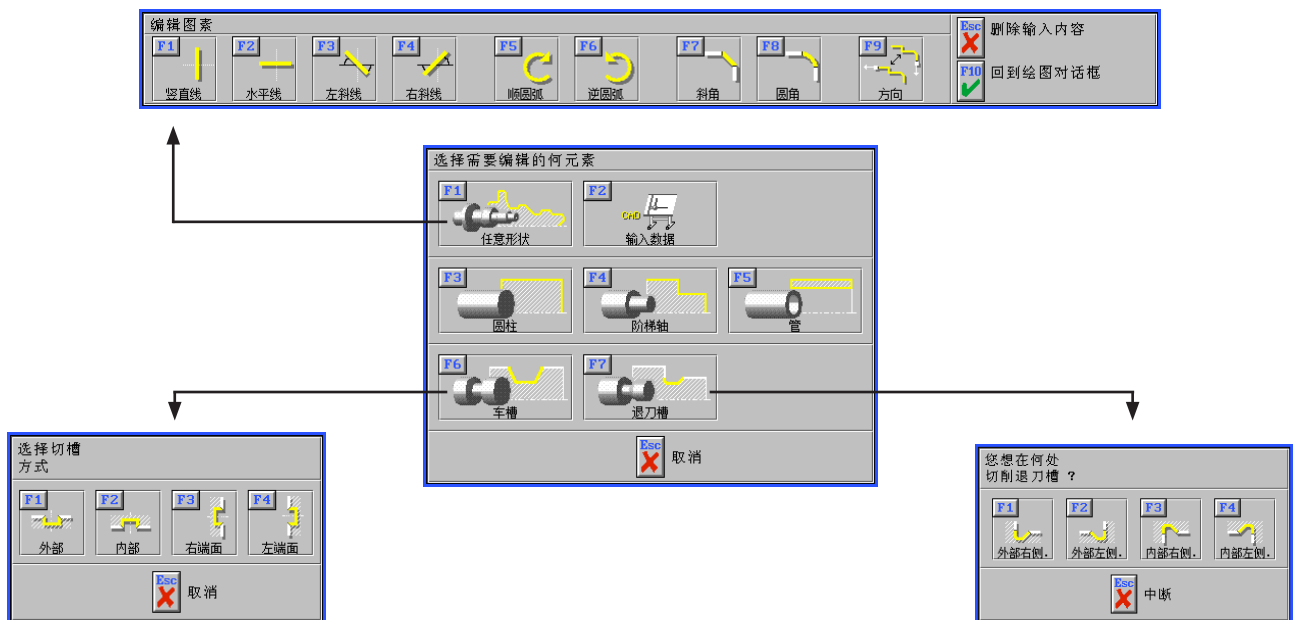 编辑图素
F1 F2 F3 F4 F5 F6 F7 F8 F9
竖直线 水平线 左斜线 右斜线 顺圆弧 逆圆弧 斜角 圆角 方向
Esc 删除输入内容
F10 回到绘图对话框
选择需要编辑的何元素
F1 F2
CAD
任意形状 输入数据
F3 F4 F5
圆柱 阶梯轴 管
F6 F7
车槽 退刀槽
Esc 取消
选择切槽
方式
F1 F2 F3 F4
外部 内部 右端面 左端面
Esc 取消
您想在何处
切削退刀槽 ?
F1 F2 F3 F4
外部右侧. 外部左侧. 内部右侧. 内部左侧.
Esc 中断